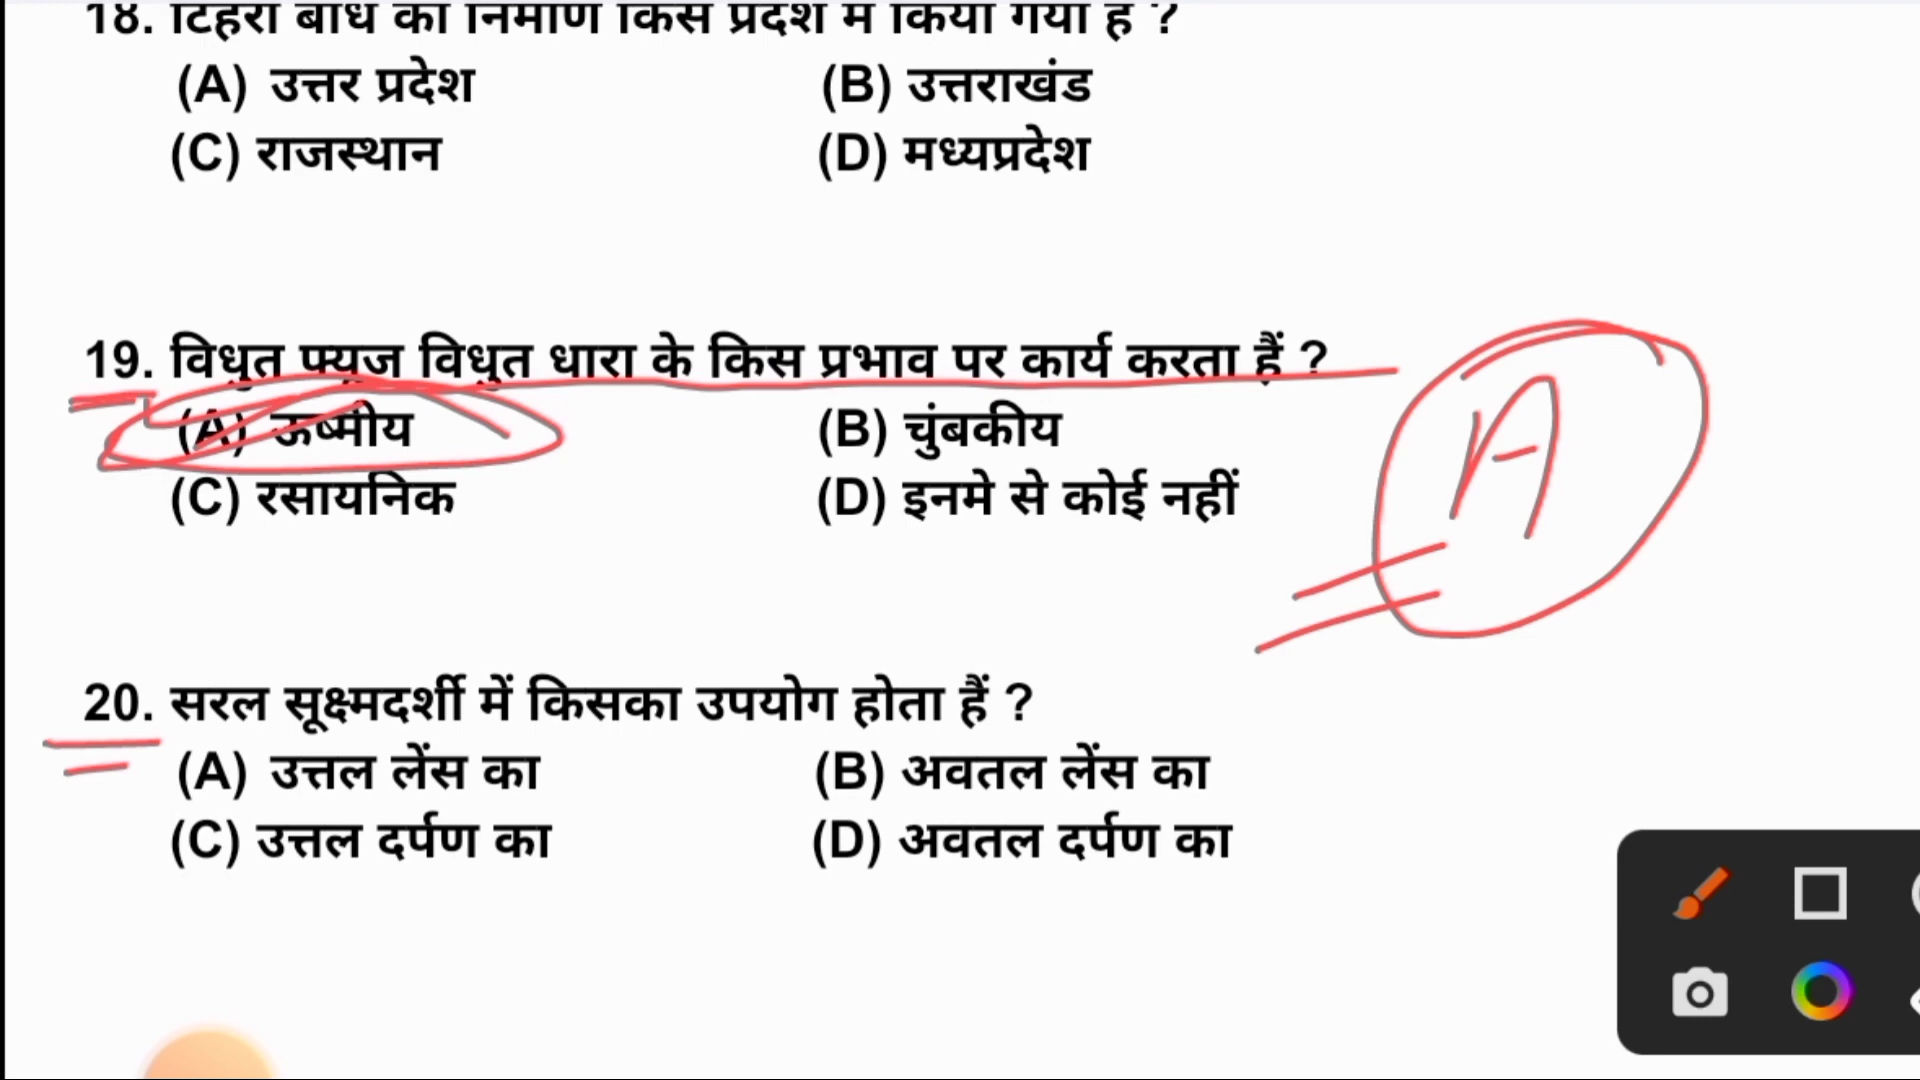 18. टिहरी बांध का निर्माण किस प्रदेश में किया गया है ?
(A) उत्तर प्रदेश (B) उत्तराखंड
(C) राजस्थान (D) मध्यप्रदेश
19. विधुत फ्यूज विधुत धारा के किस प्रभाव पर कार्य करता हैं ?
(A) ऊष्मीय (B) चुंबकीय
(C) रसायनिक (D) इनमे से कोई नहीं
A
20. सरल सूक्ष्मदर्शी में किसका उपयोग होता हैं ?
(A) उत्तल लेंस का (B) अवतल लेंस का
(C) उत्तल दर्पण का (D) अवतल दर्पण का